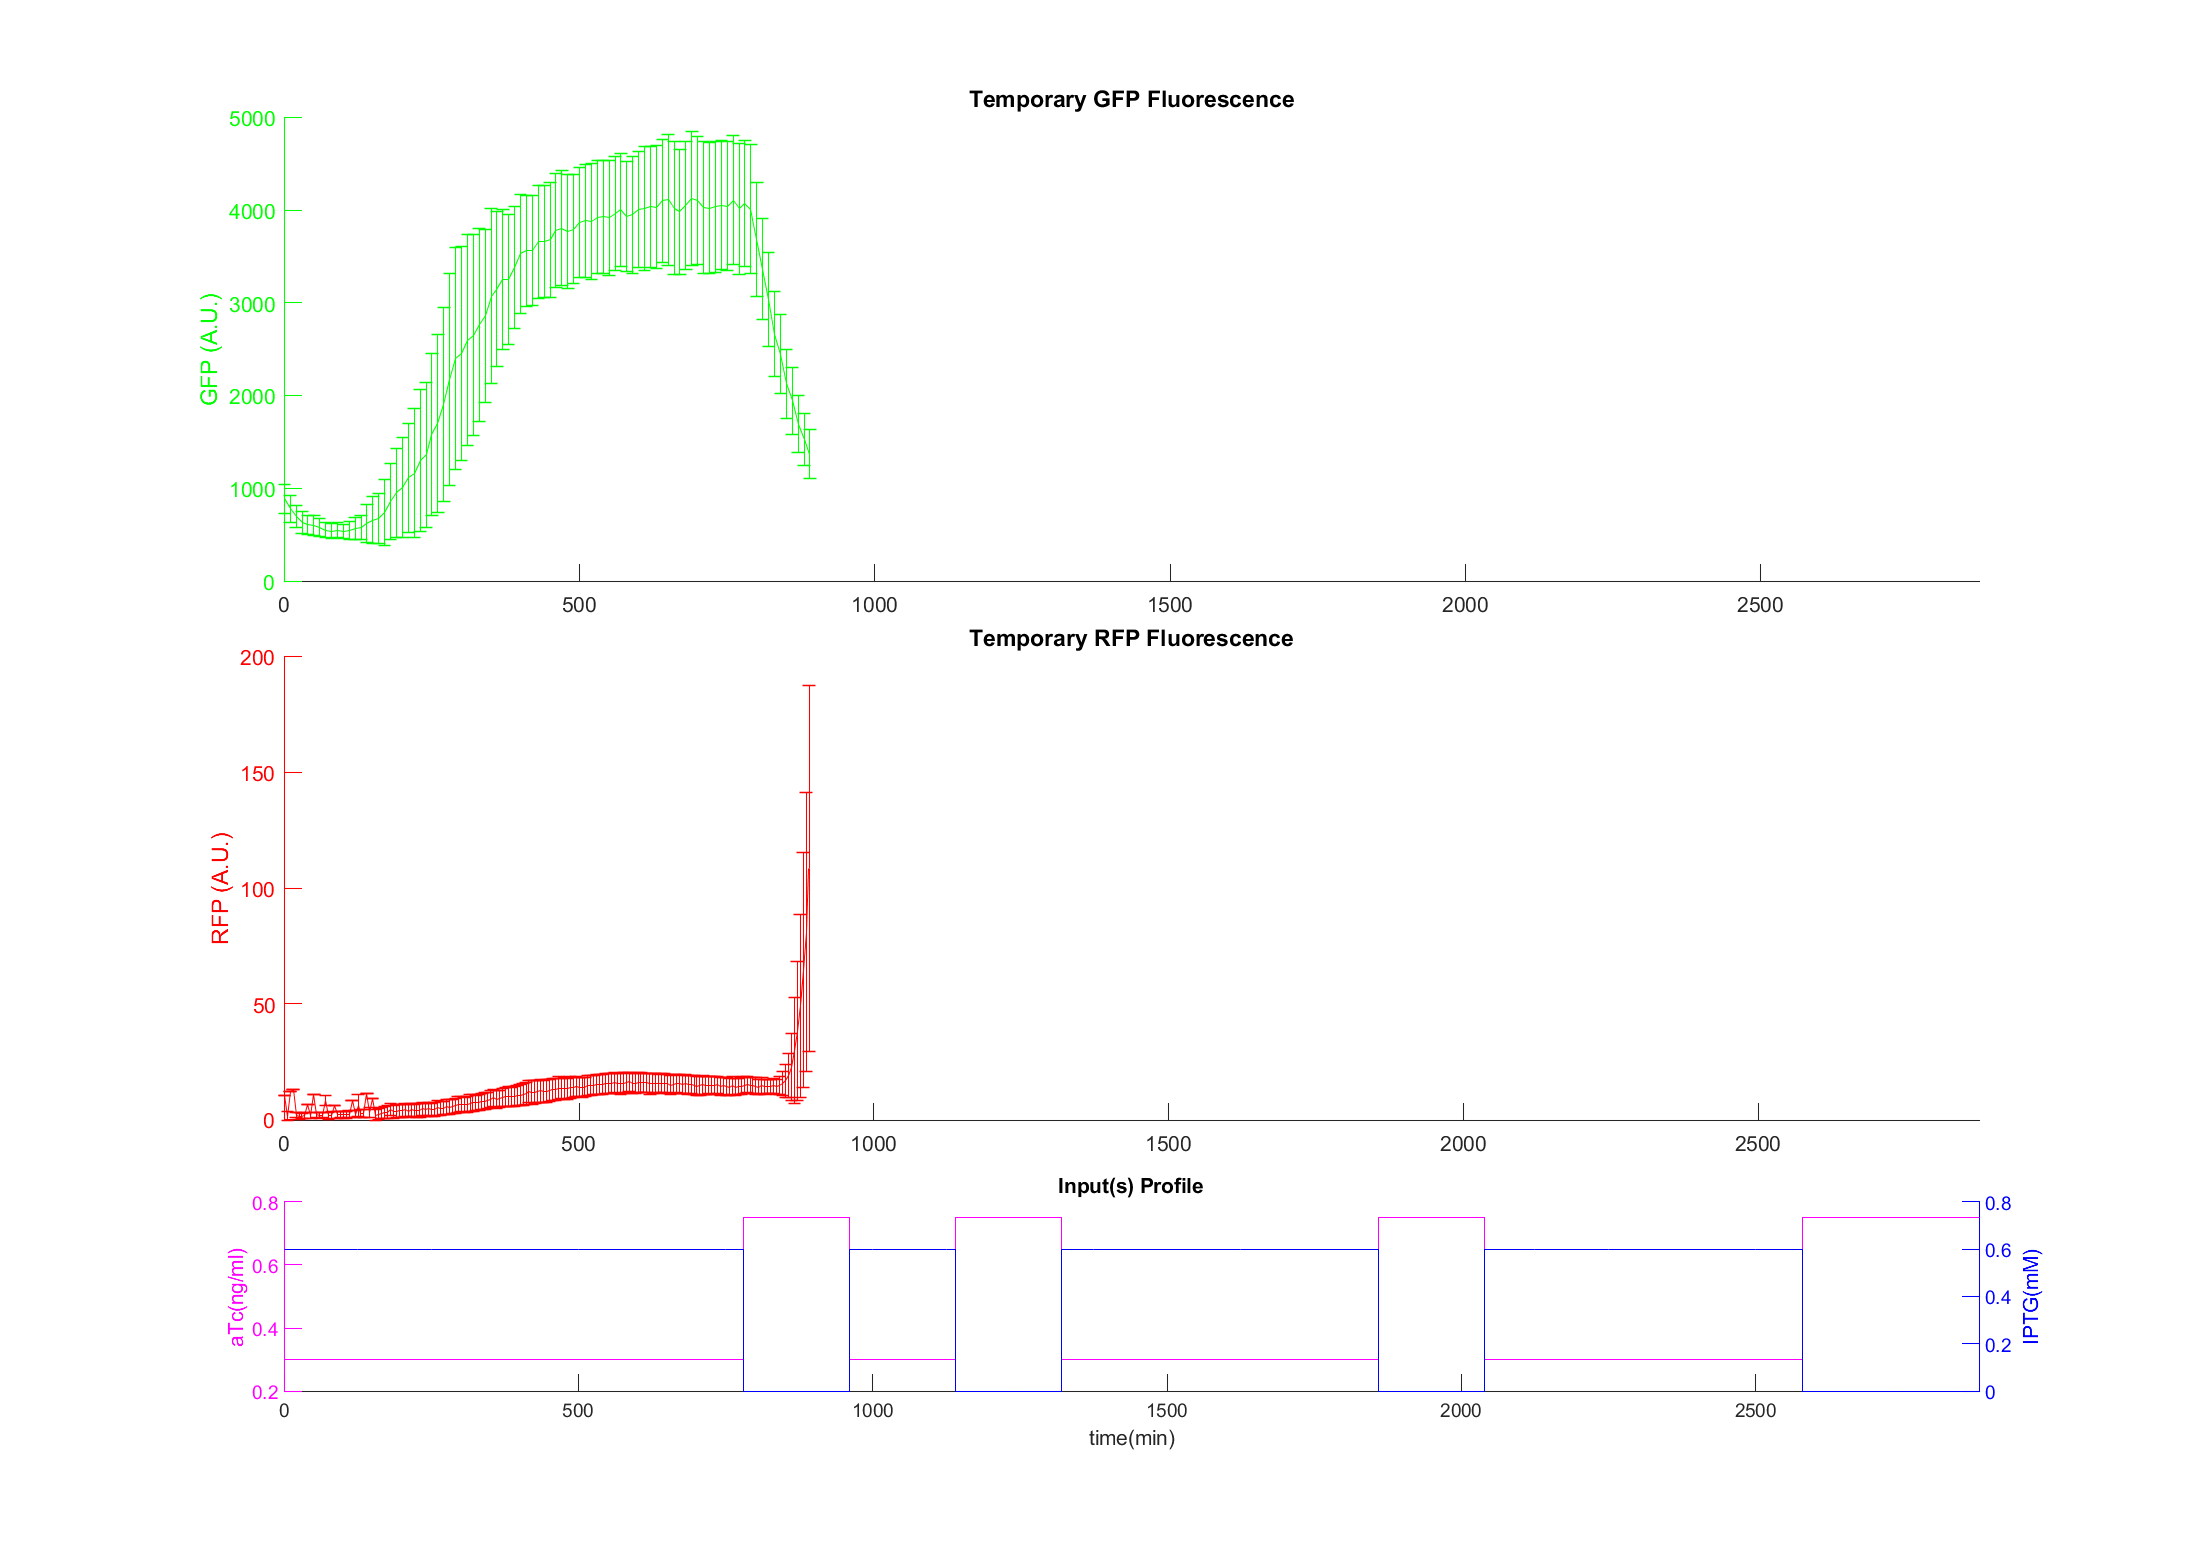 Temporary GFP Fluorescence
5000
4000
3000
2000
1000
0
GFP (A.U.)
0 500 1000 1500 2000 2500
Temporary RFP Fluorescence
200
150
100
50
0
RFP (A.U.)
0 500 1000 1500 2000 2500
Input(s) Profile
0.8
0.6
0.4
0.2
aTc(ng/ml)
0.8
0.6
0.4
0.2
0
IPTG(mM)
0 500 1000 1500 2000 2500
time(min)